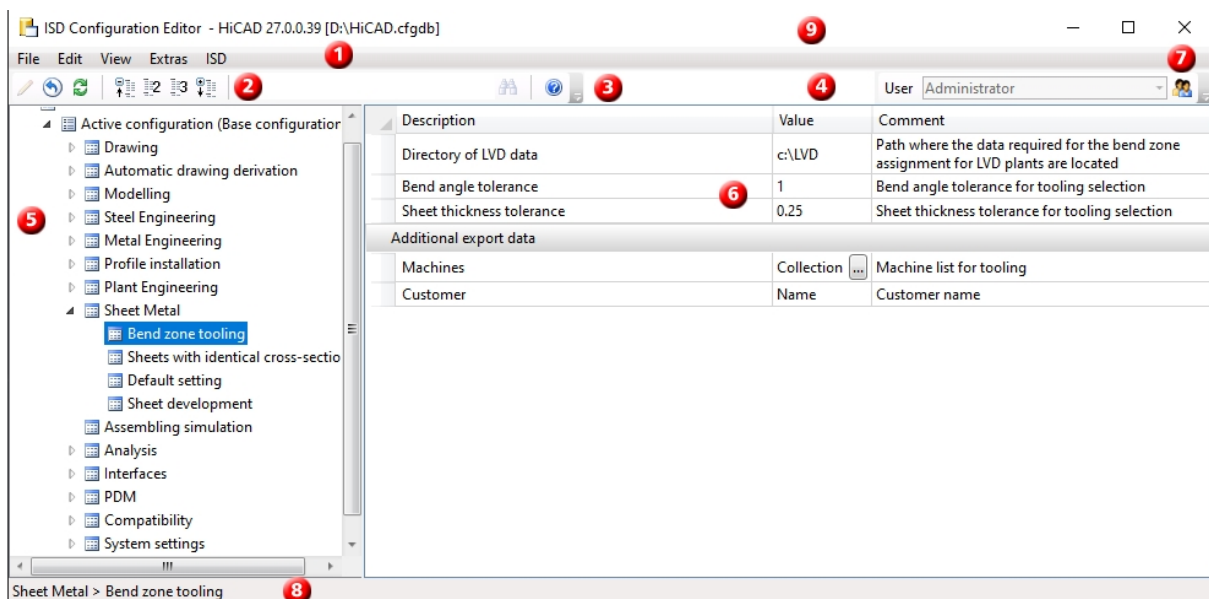 ISD Configuration Editor - HiCAD 27.0.0.39 [D:\HiCAD.cfgdb]
9
File Edit View Extras ISD
1
7
2 3 2
3
4
User Administrator
Active configuration (Base configuration
Drawing
Automatic drawing derivation
Modelling
5
Steel Engineering
Metal Engineering
Profile installation
Plant Engineering
Sheet Metal
Bend zone tooling
Sheets with identical cross-sectio
Default setting
Sheet development
Assembling simulation
Analysis
Interfaces
PDM
Compatibility
System settings
Description Value Comment
Directory of LVD data c:\LVD Path where the data required for the bend zone
assignment for LVD plants are located
Bend angle tolerance 1 Bend angle tolerance for tooling selection
6
Sheet thickness tolerance 0.25 Sheet thickness tolerance for tooling selection
Additional export data
Machines Collection ... Machine list for tooling
Customer Name Customer name
Sheet Metal > Bend zone tooling
8